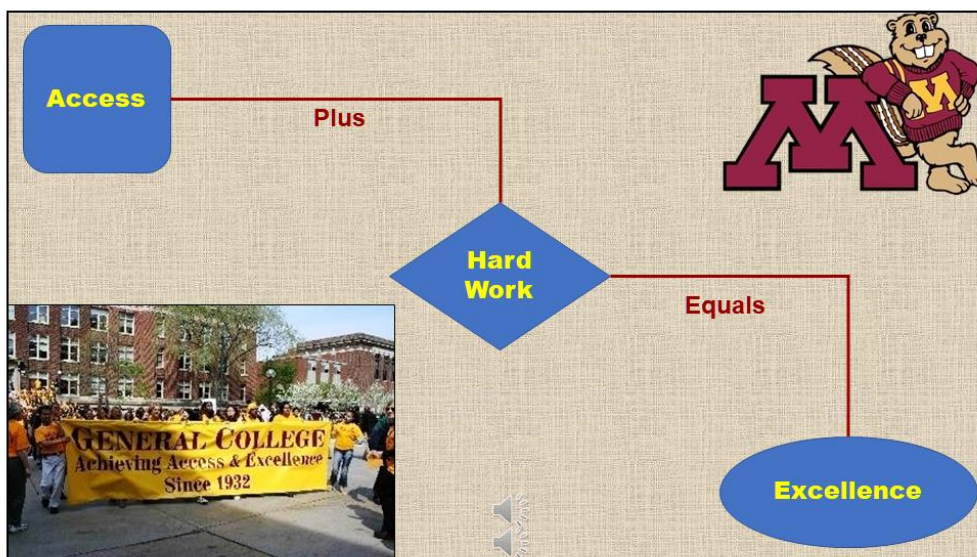 Access
Plus
Hard
Work
Equals
Excellence
GENERAL COLLEGE
Achieving Access & Excellence
Since 1932
M
M